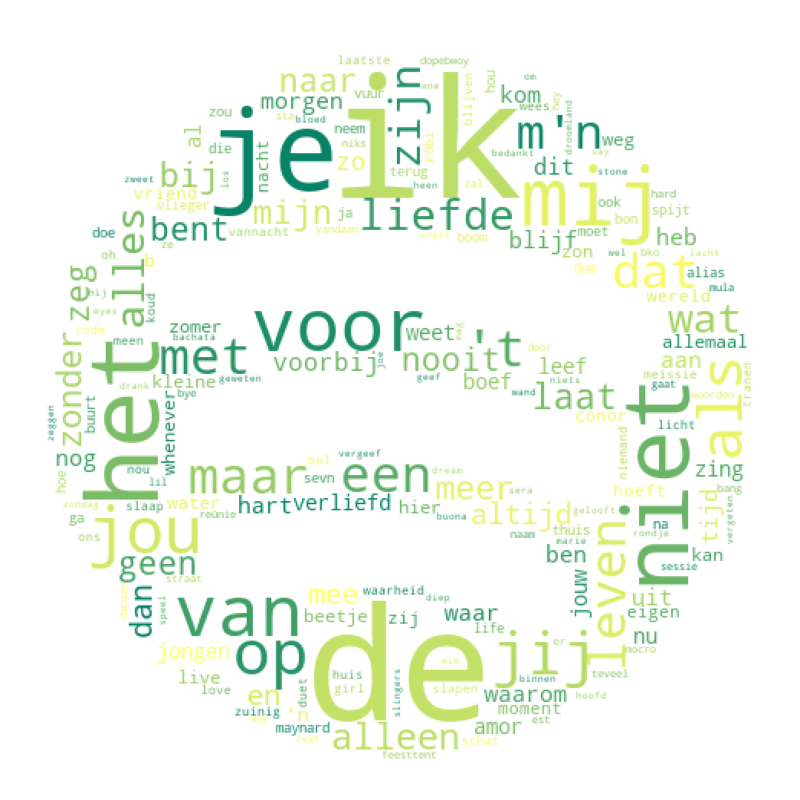 laatste
dopebwoy
om
naar
ik
ene
hou
kom
hey
morgen
vuur
blijven
wees
zou
sta
je
zijn
m'n
droomland
al
die
bloed
neem
robi
bedankt
say
weg
nacht
niks
zo
terug
dit
zweet
los
heen
zal
stone
bij
mij
hard
vriend
mijn
ja
liefde
ook
bon
spijt
vlieger
doe
bent
vannacht
vandaan
angst
boom
blijf
moet
heb
oh
ze
zon
wel
bko
lacht
hij
alles
b
dom
dat
alias
zeg
eyes
koud
voor
mag
wereld
mula
rode
zomer
weet
't
wat
zonder
meen
bachata
joe
door
allemaal
het
met
voorbij
nooit
leef
aan
als
drank
kleine
geweten
geef
boef
niets
meissie
gaat
tranen
zeggen
buurt
bye
wand
laat
woorden
whenever
conor
licht
nog
maar
een
vergeef
niet
nou
bol
dream
niemand
zing
hoe
lil
sevn
meer
hoeft
bang
zondag
slaap
water
sera
tijd
ga
jou
reünie
hart
verliefd
hier
altijd
gelooft
vergeten
ons
buona
naam
thuis
na
rondje
geen
marie
leven
ben
kan
straat
waarheid
diep
jouw
sessie
dan
van
mee
uit
dansen
speel
beetje
zij
waar
eigen
life
er
nu
op
de
jij
jongen
wie
mocro
huis
binnen
teveel
live
girl
slapen
en
waarom
love
duet
slingers
hoofd
zuinig
'n
moment
maynard
amor
est
alleen
zegt
schat
feesttent